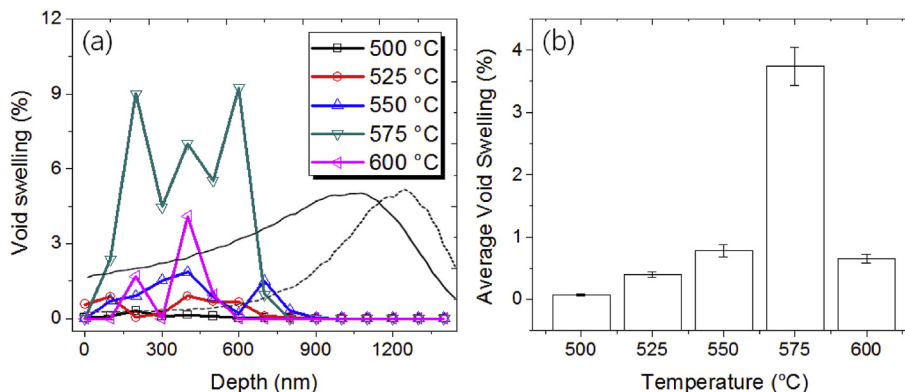 (a)
Void swelling (%)
12
9
6
3
0
500 °C
525 °C
550 °C
575 °C
600 °C
0 300 600 900 1200
Depth (nm)
(b)
Average Void Swelling (%)
4
3
2
1
0
500 525 550 575 600
Temperature (ºC)